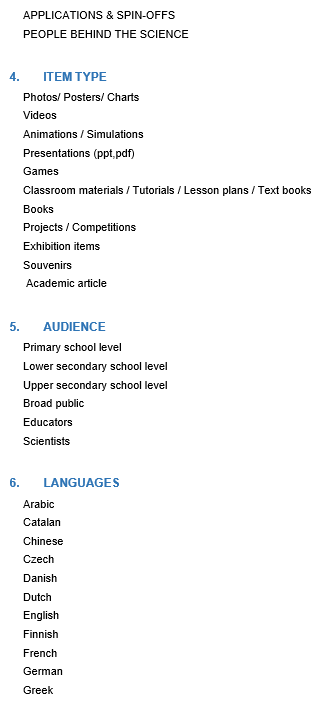 APPLICATIONS & SPIN-OFFS
PEOPLE BEHIND THE SCIENCE
4. ITEM TYPE
Photos/ Posters/ Charts
Videos
Animations / Simulations
Presentations (ppt,pdf)
Games
Classroom materials / Tutorials / Lesson plans / Text books
Books
Projects / Competitions
Exhibition items
Souvenirs
Academic article
5. AUDIENCE
Primary school level
Lower secondary school level
Upper secondary school level
Broad public
Educators
Scientists
6. LANGUAGES
Arabic
Catalan
Chinese
Czech
Danish
Dutch
English
Finnish
French
German
Greek